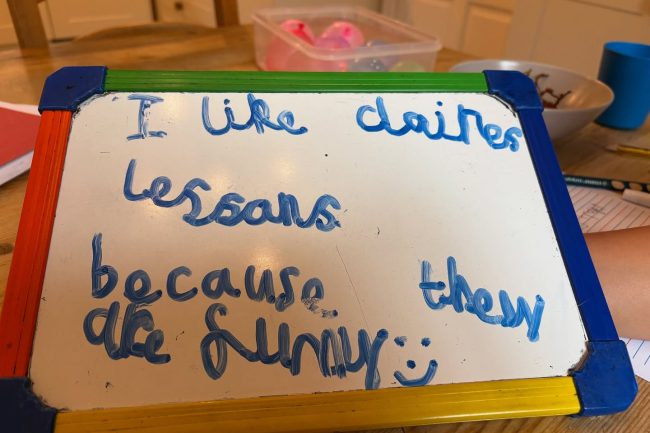 I like claires
lessons
because they
are funny